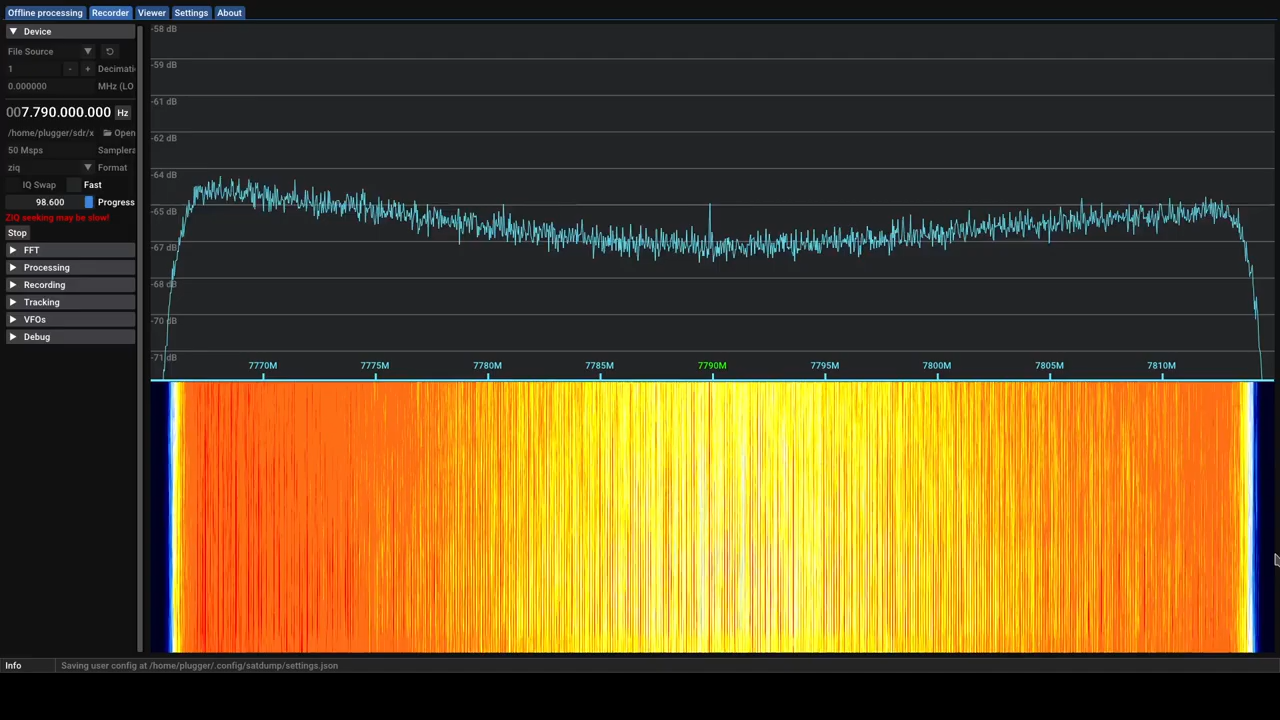 Offline processing Recorder Viewer Settings About
Device
File Source
1 - + Decimati
0.000000 MHz (LO
007.790.000.000 Hz
/home/plugger/sdr/x Open
50 Msps Samplera
ziq Format
IQ Swap Fast
98.600 Progress
ZIQ seeking may be slow!
Stop
FFT
Processing
Recording
Tracking
VFOs
Debug
-58 dB
-59 dB
-61 dB
-62 dB
-64 dB
-65 dB
-67 dB
-68 dB
-70 dB
-71 dB
7770M 7775M 7780M 7785M 7790M 7795M 7800M 7805M 7810M
Info Saving user config at /home/plugger/.config/satdump/settings.json